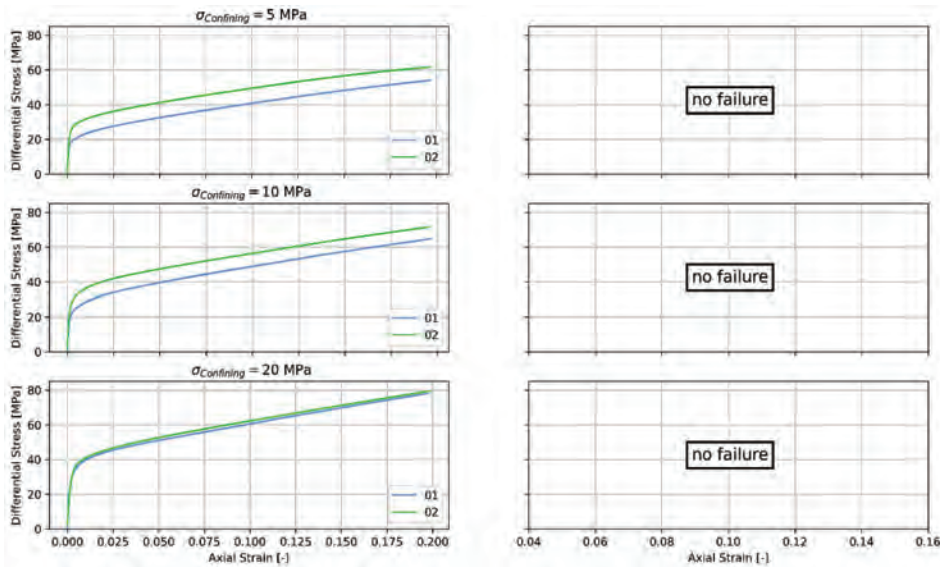 σConfining = 5 MPa
Differential Stress [MPa]
80
60
40
20
0
01
02
no failure
σConfining = 10 MPa
Differential Stress [MPa]
80
60
40
20
0
01
02
no failure
σConfining = 20 MPa
Differential Stress [MPa]
80
60
40
20
0
01
02
no failure
0.000 0.025 0.050 0.075 0.100 0.125 0.150 0.175 0.200
Axial Strain [-]
0.04 0.06 0.08 0.10 0.12 0.14 0.16
Axial Strain [-]